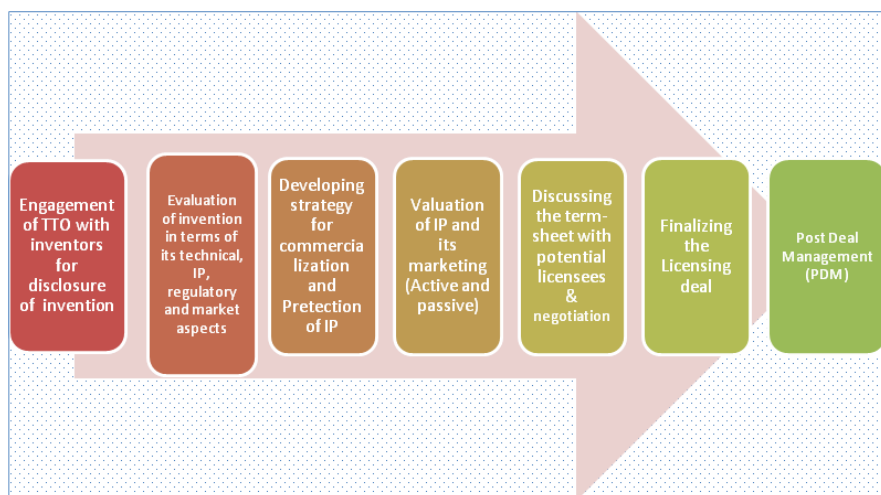 Engagement
of TTO with
inventors
for
disclosure
of invention
Evaluation
of invention
in terms of
its technical,
IP,
regulatory
and market
aspects
Developing
strategy
for
commercia
lization
and
Pretection
of IP
Valuation
of IP and
its
marketing
(Active and
passive)
Discussing
the term-
sheet with
potential
licensees
&
negotiation
Finalizing
the
Licensing
deal
Post Deal
Management
(PDM)